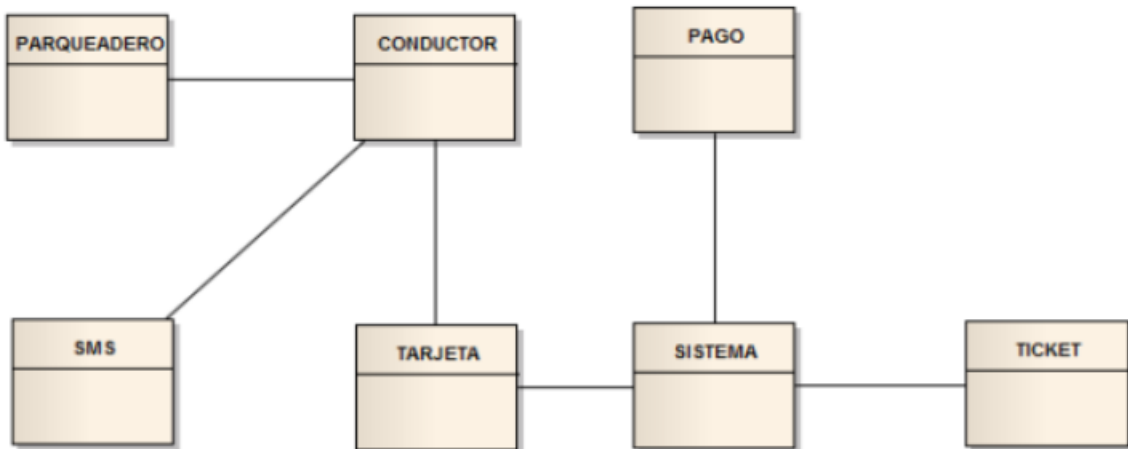 PARQUEADERO
CONDUCTOR
PAGO
SMS
TARJETA
SISTEMA
TICKET